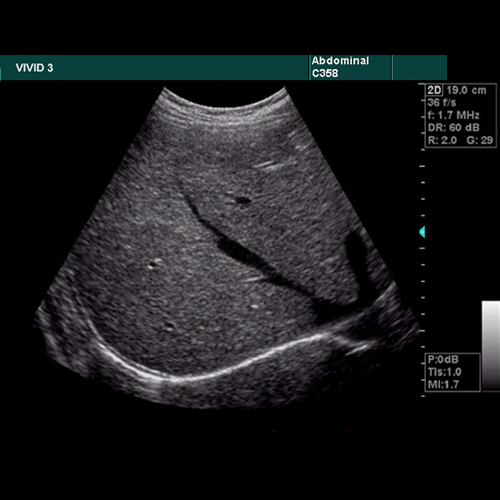 VIVID 3
Abdominal
C358
2D 19.0 cm
36 f/s
f: 1.7 MHz
DR: 60 dB
R: 2.0 G: 29
P:0dB
TIs:1.0
MI:1.7